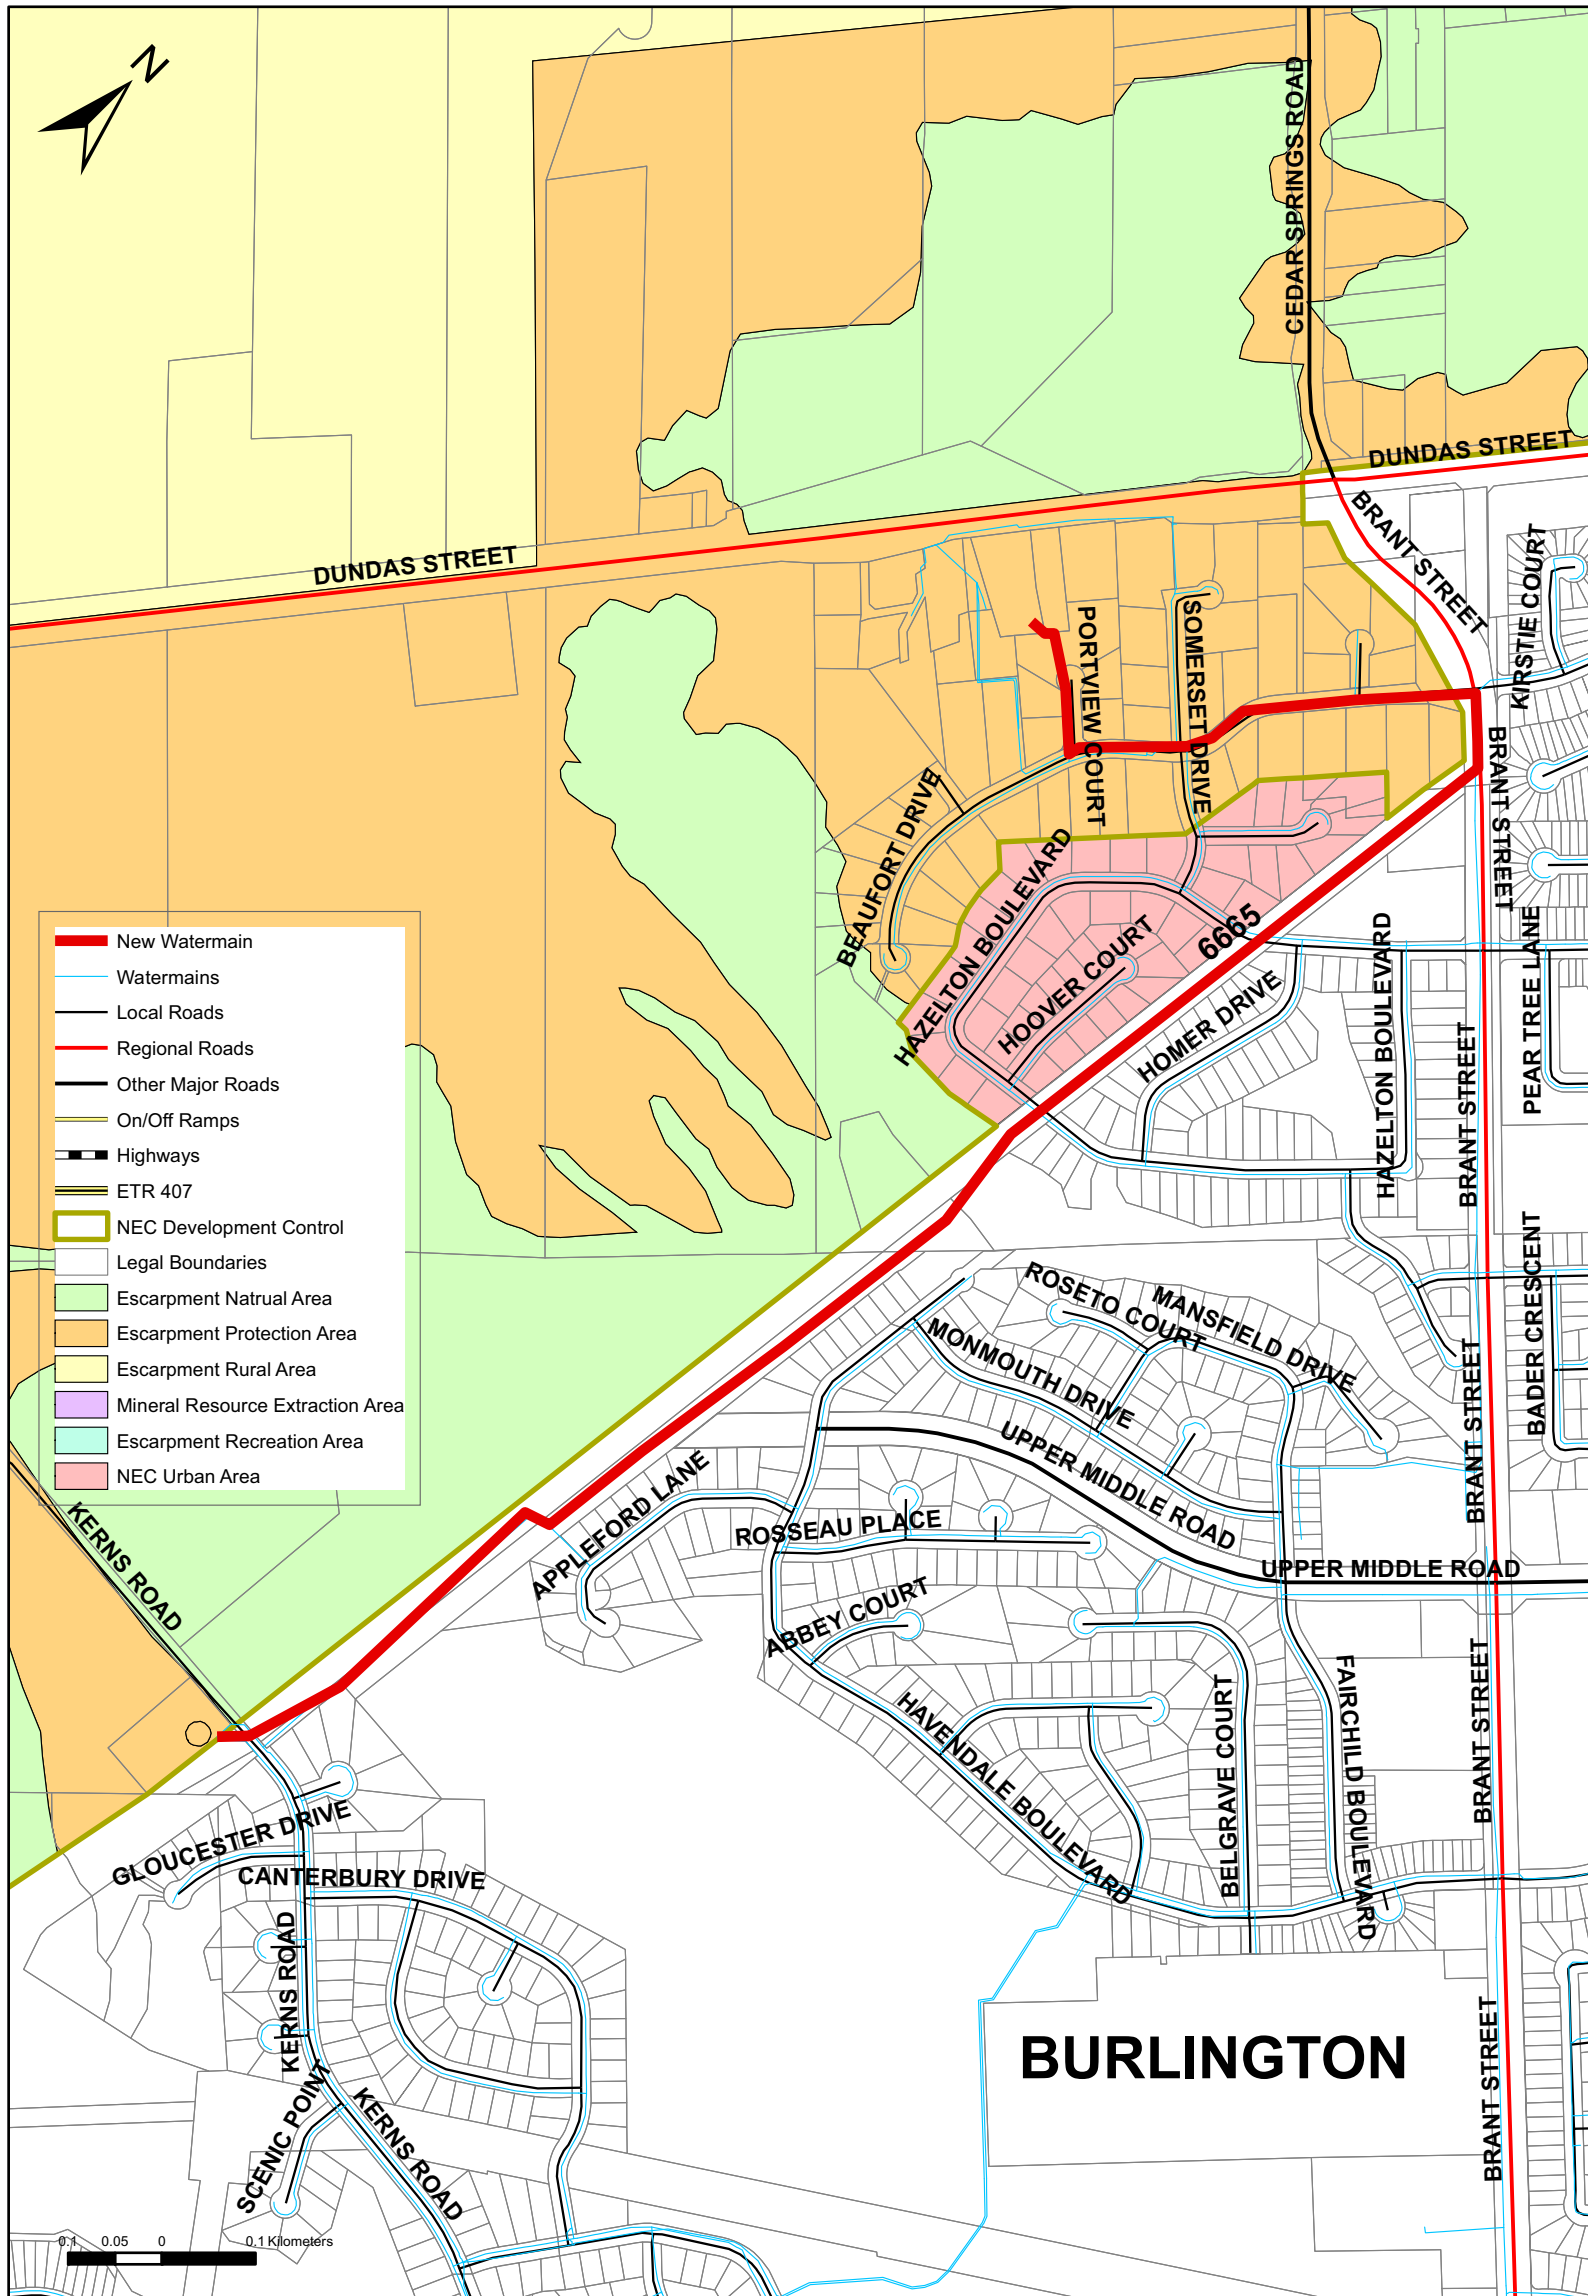 N
CEDAR SPRINGS ROAD
DUNDAS STREET
BRANT STREET
KIRSTIE COURT
DUNDAS STREET
PORTVIEW COURT
SOMERSET DRIVE
BRANT STREET
BEAUFORT DRIVE
HAZELTON BOULEVARD
HOOVER COURT
6665
HOMER DRIVE
HAZELTON BOULEVARD
PEAR TREE LANE
BRANT STREET
New Watermain
Watermains
Local Roads
Regional Roads
Other Major Roads
On/Off Ramps
Highways
ETR 407
NEC Development Control
Legal Boundaries
Escarpment Natrual Area
Escarpment Protection Area
Escarpment Rural Area
Mineral Resource Extraction Area
Escarpment Recreation Area
NEC Urban Area
ROSETO COURT
MANSFIELD DRIVE
MONMOUTH DRIVE
BADER CRESCENT
BRANT STREET
UPPER MIDDLE ROAD
APPLEFORD LANE
ROSSEAU PLACE
UPPER MIDDLE ROAD
KERNS ROAD
ABBEY COURT
HAVENDALE BOULEVARD
BELGRAVE COURT
FAIRCHILD BOULEVARD
BRANT STREET
GLOUCESTER DRIVE
CANTERBURY DRIVE
KERNS ROAD
BURLINGTON
BRANT STREET
SCENIC POINT
KERNS ROAD
0.1 0.05 0 0.1 Kilometers